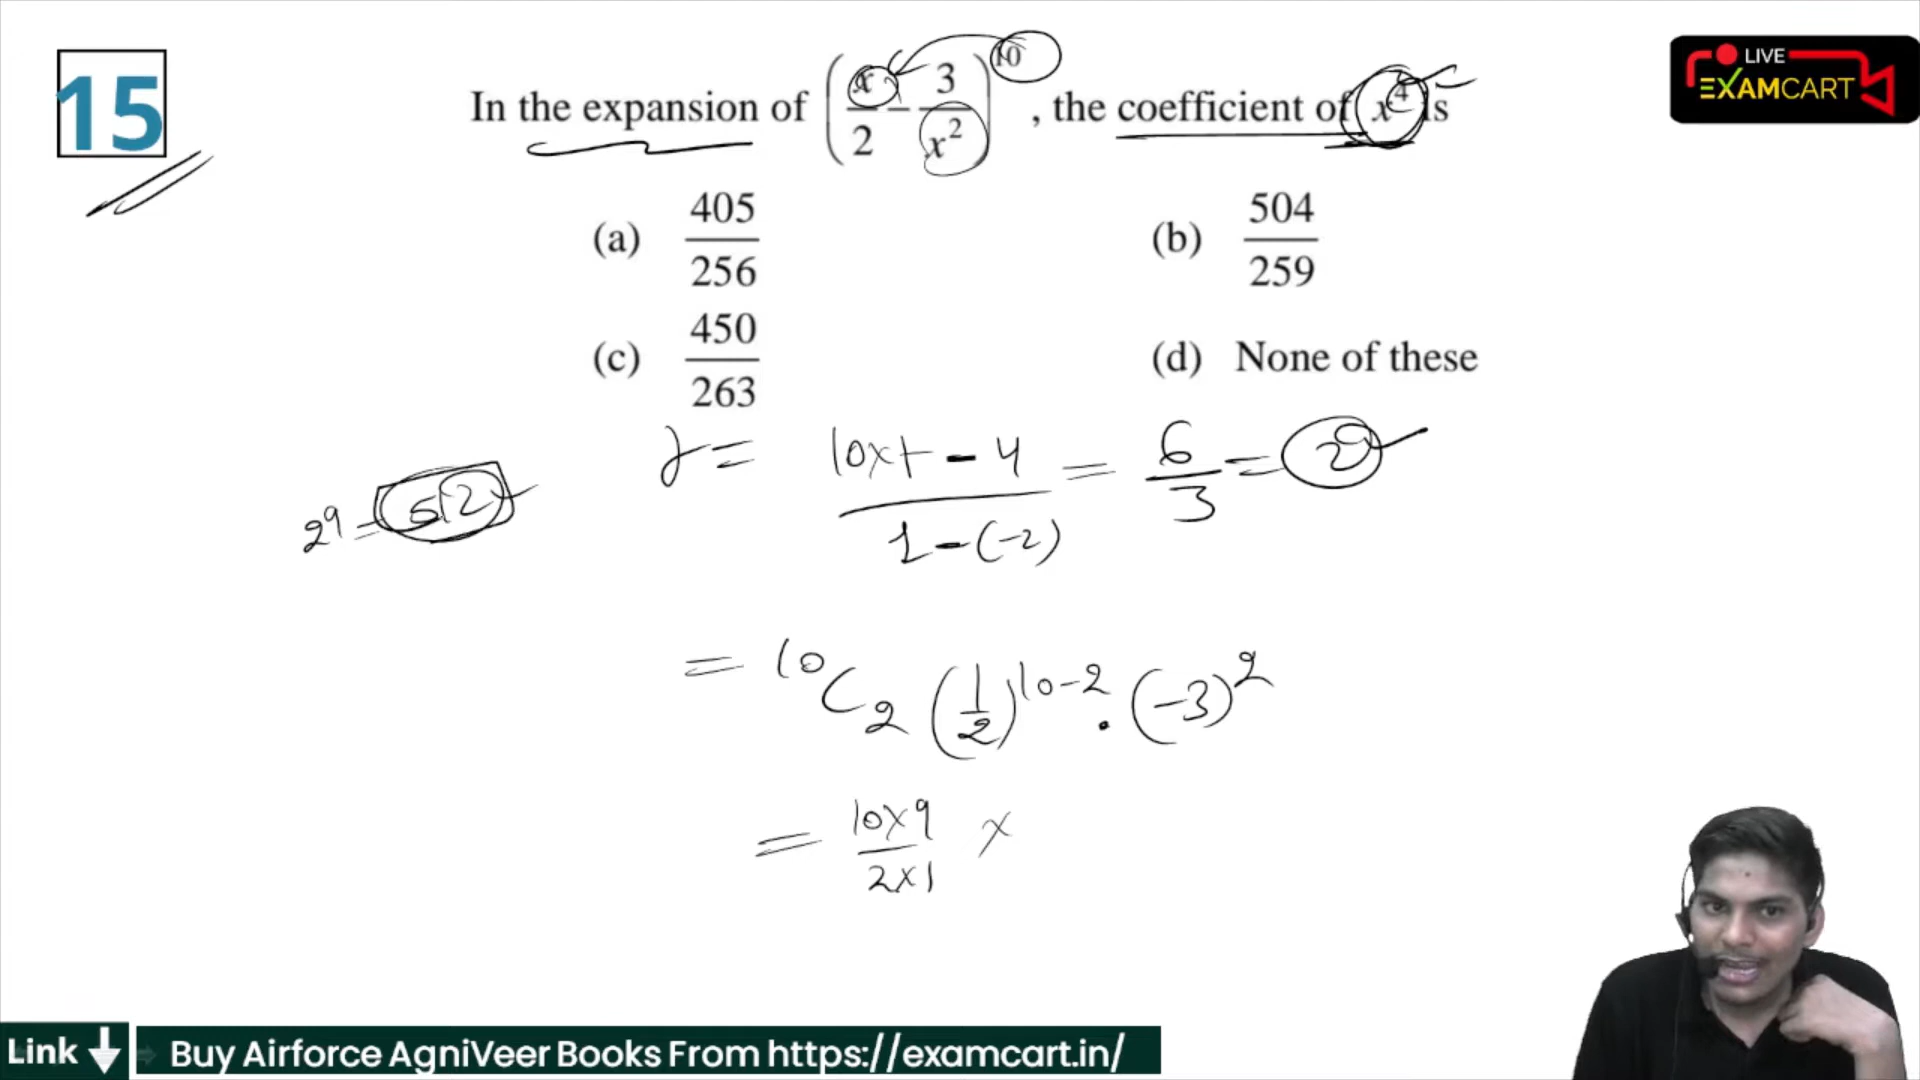 15
LIVE
EXAMCART
In the expansion of (x/2 − 3/x²)¹⁰, the coefficient of x⁴ is
(a) 405/256
(b) 504/259
(c) 450/263
(d) None of these
r = (10×1 - 4)/(1-(-2)) = 6/3 = 2
2⁹ = 512
= ¹⁰C₂ (1/2)¹⁰⁻² · (-3)²
= (10×9)/(2×1) ×
Link
Buy Airforce AgniVeer Books From https://examcart.in/